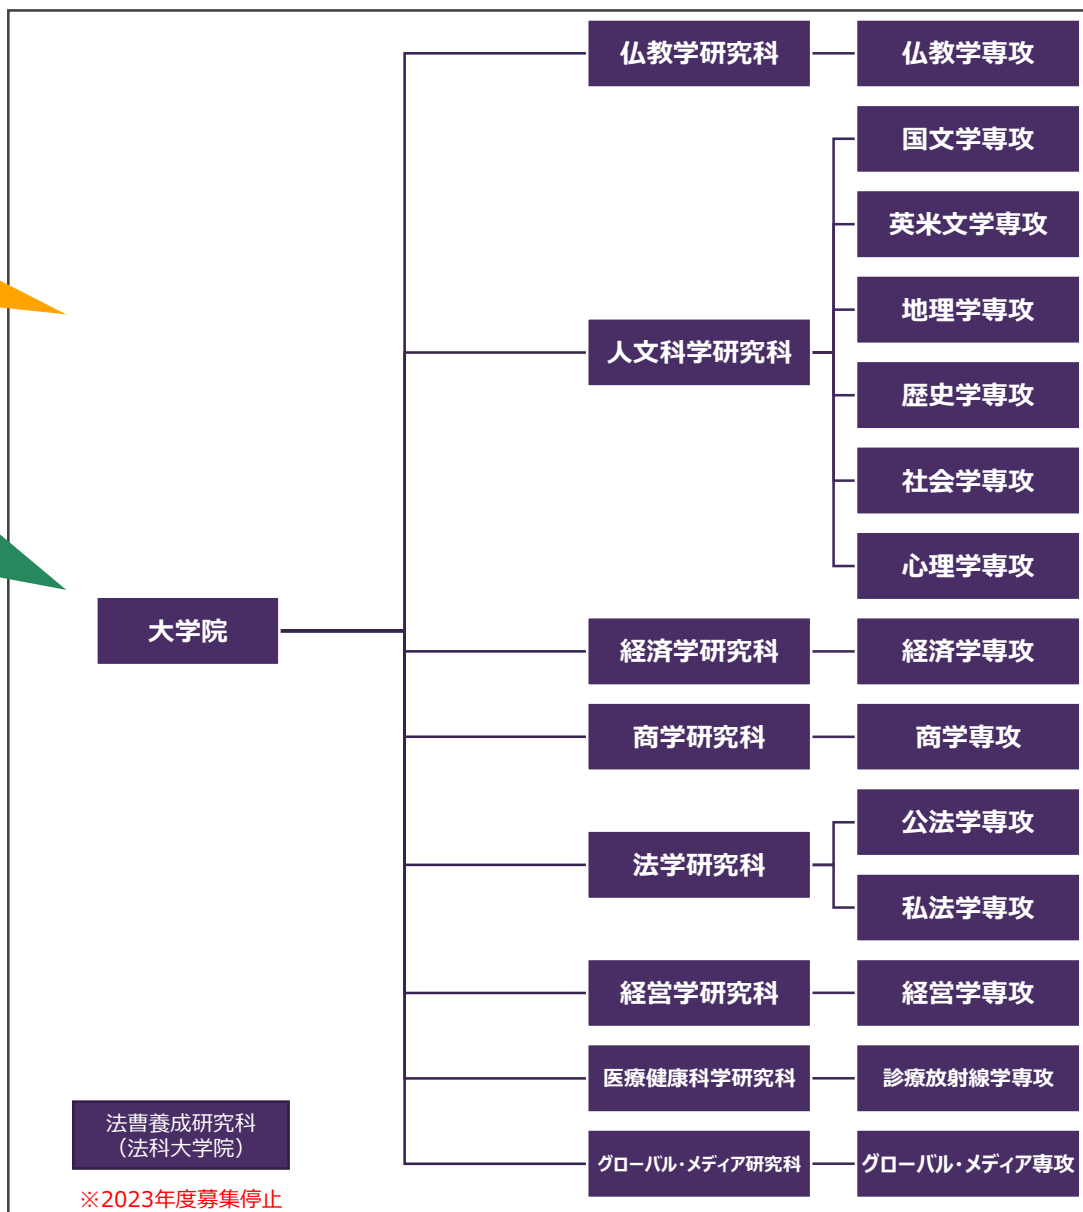 仏教学研究科
仏教学専攻
国文学専攻
英米文学専攻
地理学専攻
人文科学研究科
歴史学専攻
社会学専攻
心理学専攻
大学院
経済学研究科
経済学専攻
商学研究科
商学専攻
公法学専攻
法学研究科
私法学専攻
経営学研究科
経営学専攻
医療健康科学研究科
診療放射線学専攻
法曹養成研究科
（法科大学院）
グローバル・メディア研究科
グローバル・メディア専攻
※2023年度募集停止